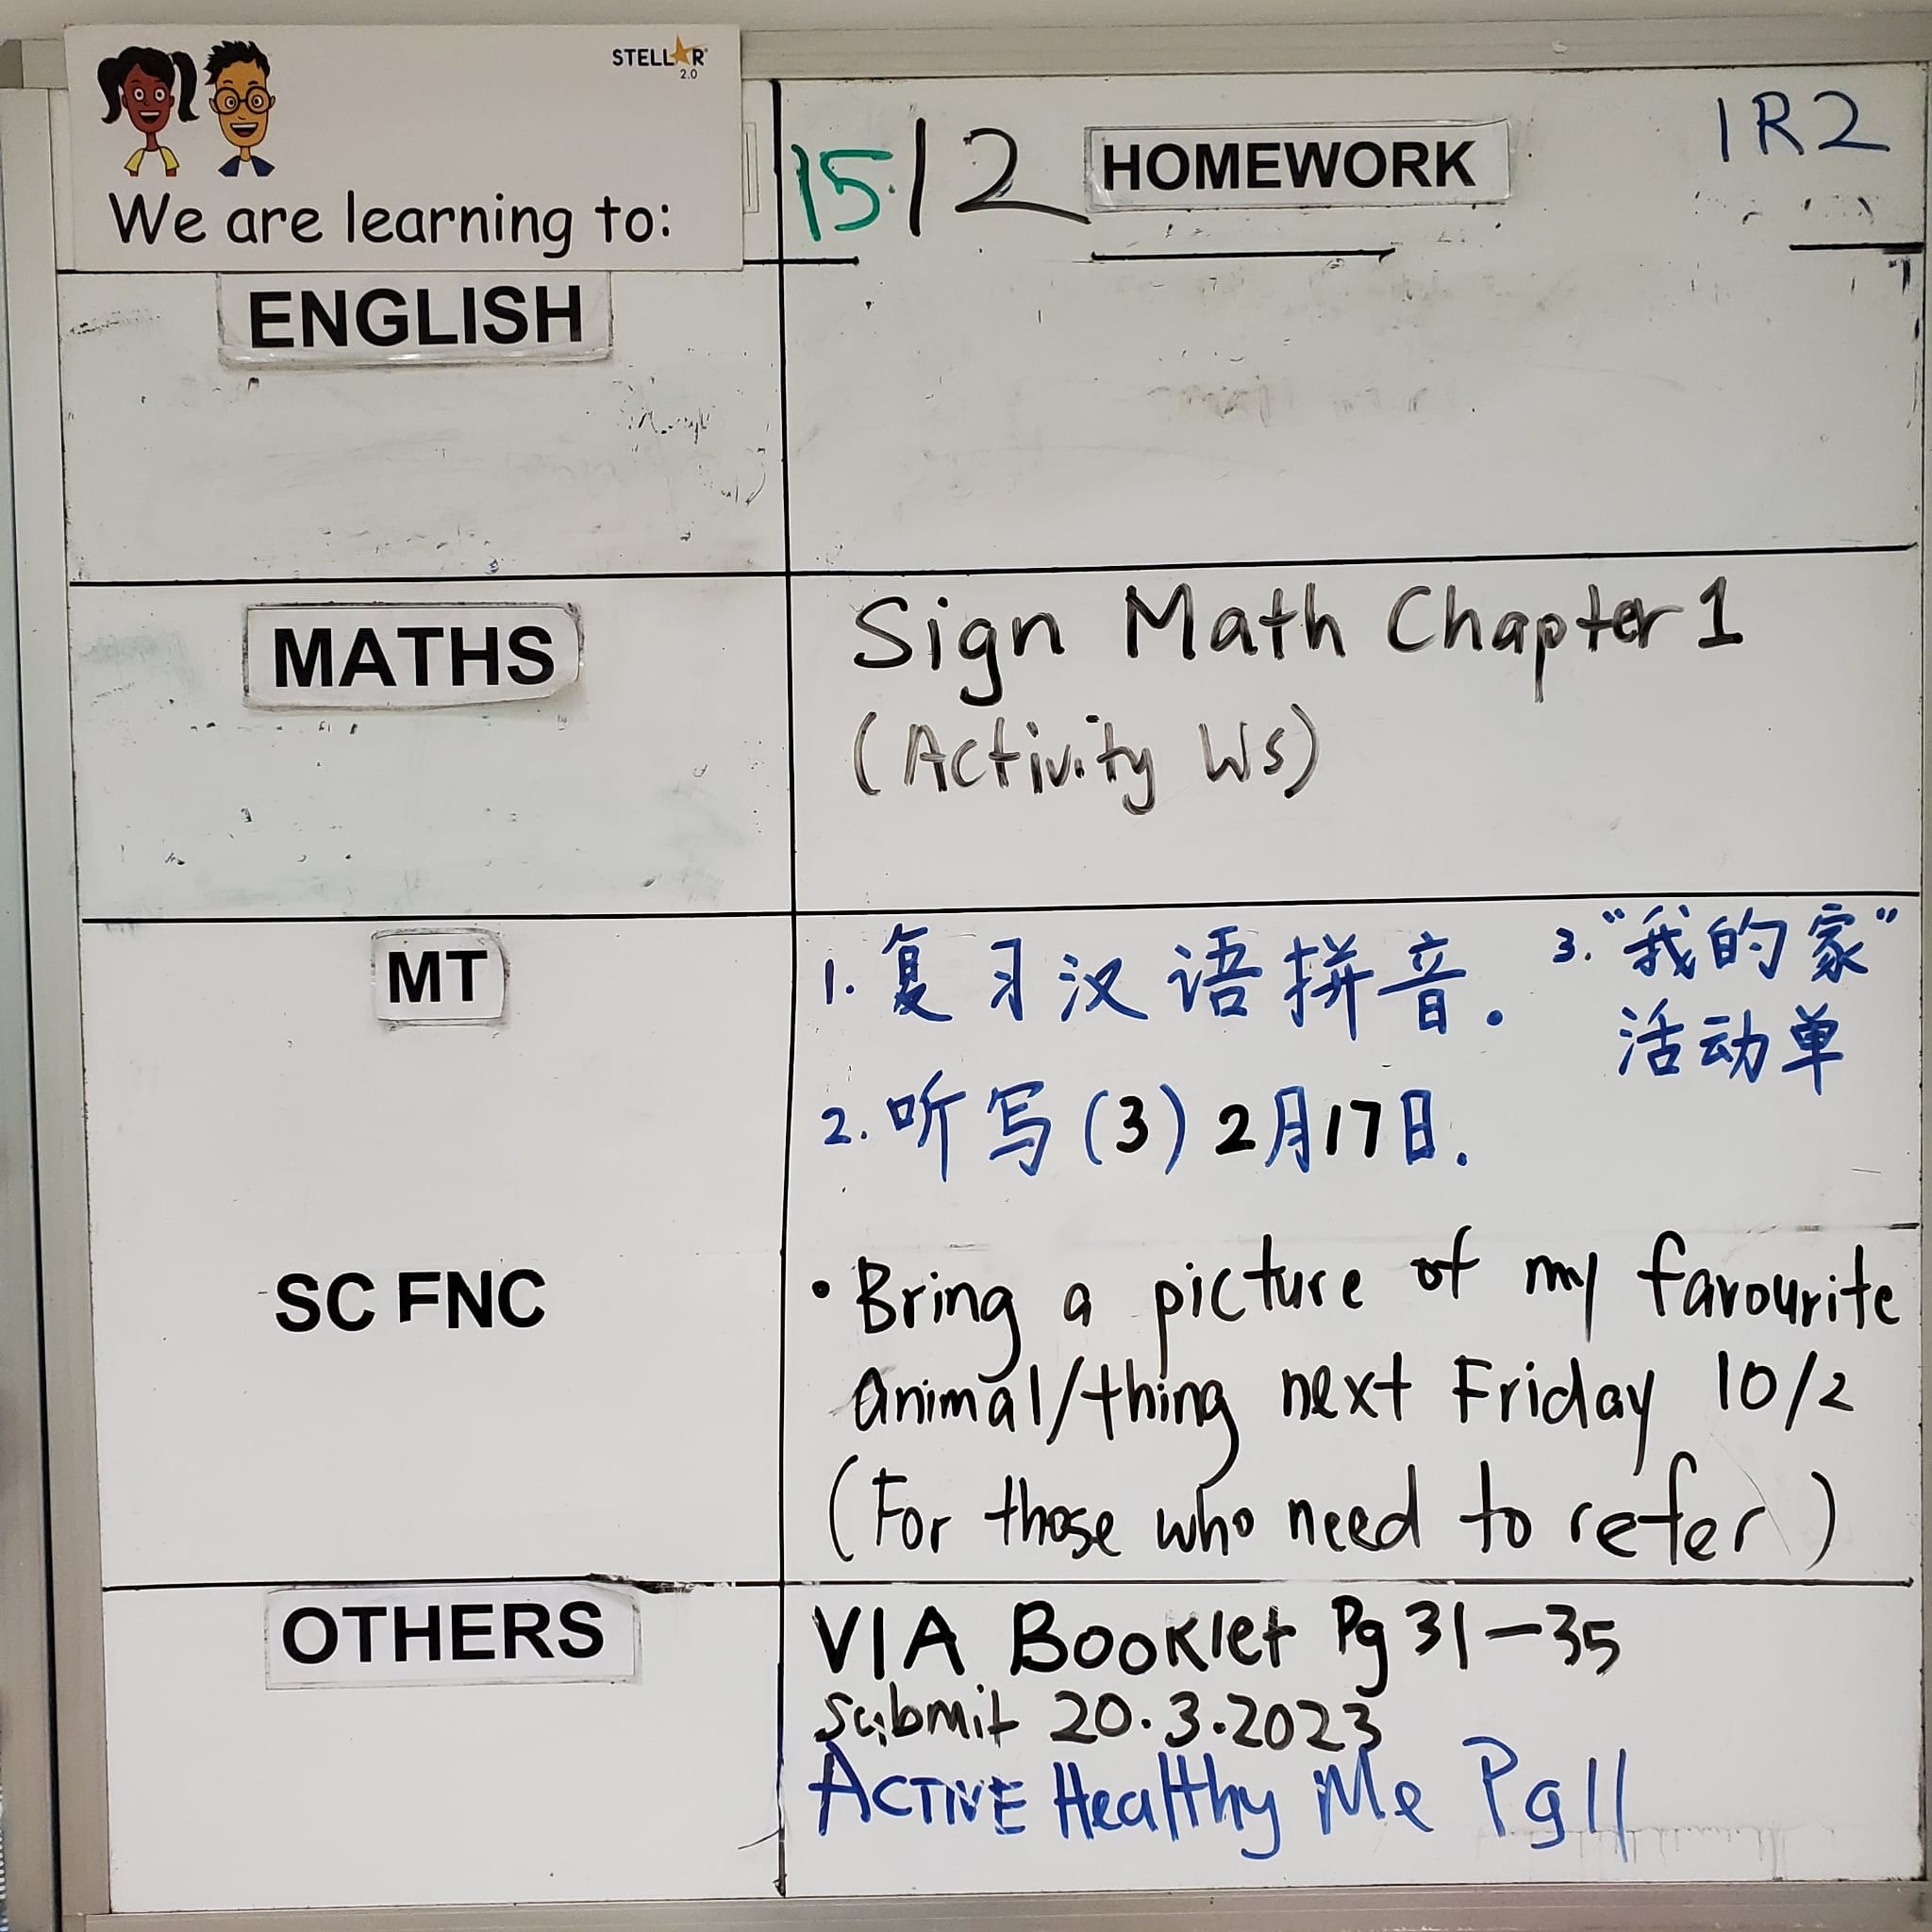 STELLAR
2.0
We are learning to:
15/2 HOMEWORK 1R2
ENGLISH
MATHS
Sign Math Chapter 1
(Activity WS)
MT
1. 复习汉语拼音.
2. 听写(3) 2月17日.
3. “我的家”
活动单
SC FNC
• Bring a picture of my favourite
animal/thing next Friday 10/2
(For those who need to refer)
OTHERS
VIA Booklet Pg 31-35
submit 20.3.2023
ACTIVE Healthy Me Pg 11